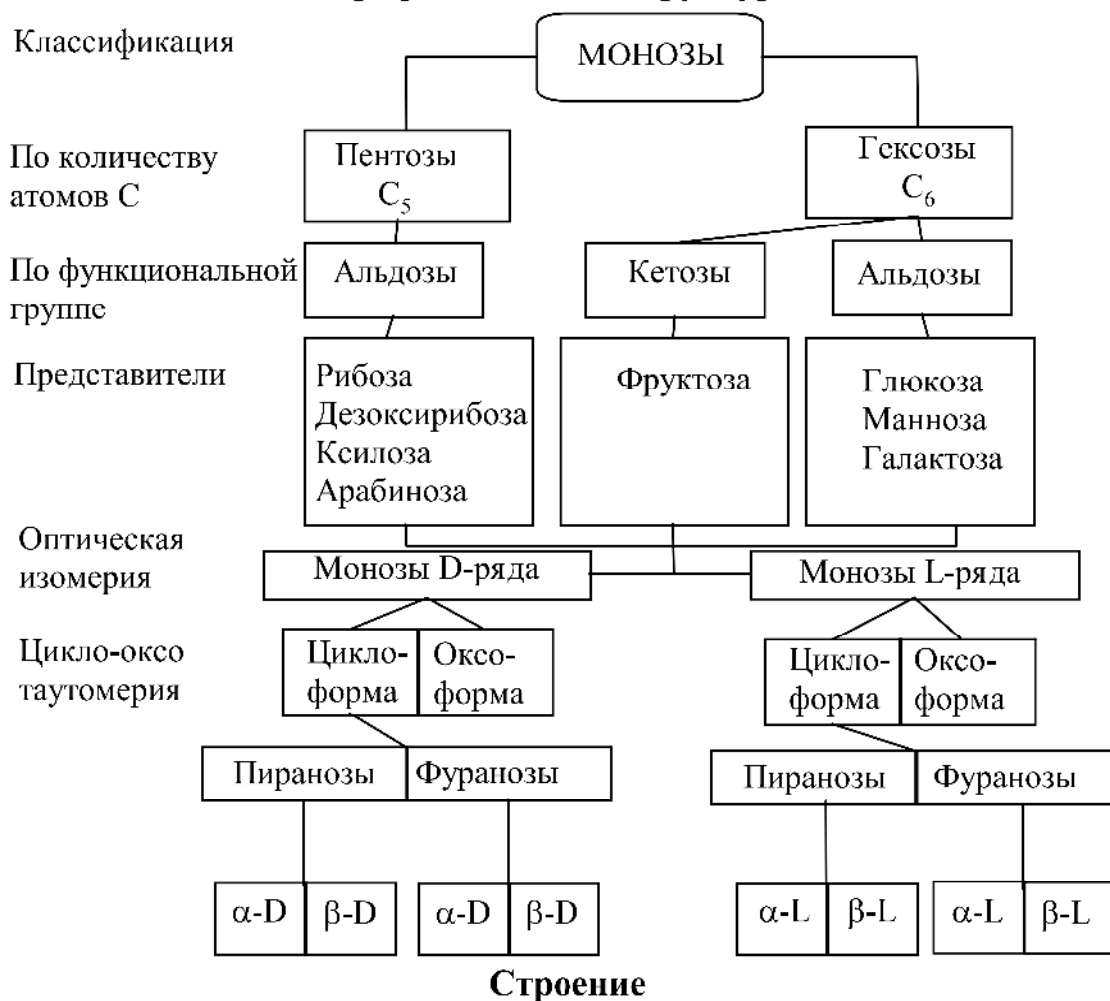 Классификация
МОНОЗЫ
По количеству
атомов С
Пентозы
C5
Гексозы
C6
По функциональной
группе
Альдозы
Кетозы
Альдозы
Представители
Рибоза
Дезоксирибоза
Ксилоза
Арабиноза
Фруктоза
Глюкоза
Манноза
Галактоза
Оптическая
изомерия
Монозы D-ряда
Монозы L-ряда
Цикло-оксо
таутомерия
Цикло-
форма
Оксо-
форма
Цикло-
форма
Оксо-
форма
Пиранозы
Фуранозы
Пиранозы
Фуранозы
α-D
β-D
α-D
β-D
α-L
β-L
α-L
β-L
Строение